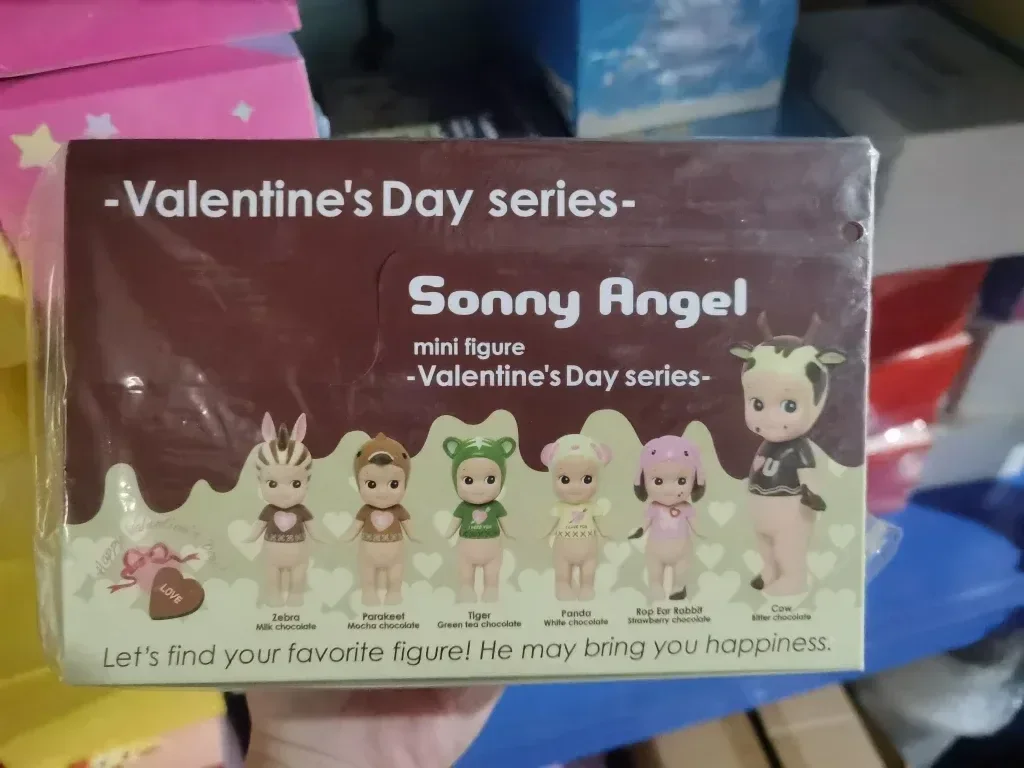 -Valentine's Day series-
Sonny Angel
mini figure
-Valentine's Day series-
U
I LOVE YOU
LOVE
Zebra
Milk chocolate
Parakeet
Mocha chocolate
Tiger
Green tea chocolate
Panda
White chocolate
Rop Ear Rabbit
Strawberry chocolate
Cow
Bitter chocolate
Let's find your favorite figure! He may bring you happiness.